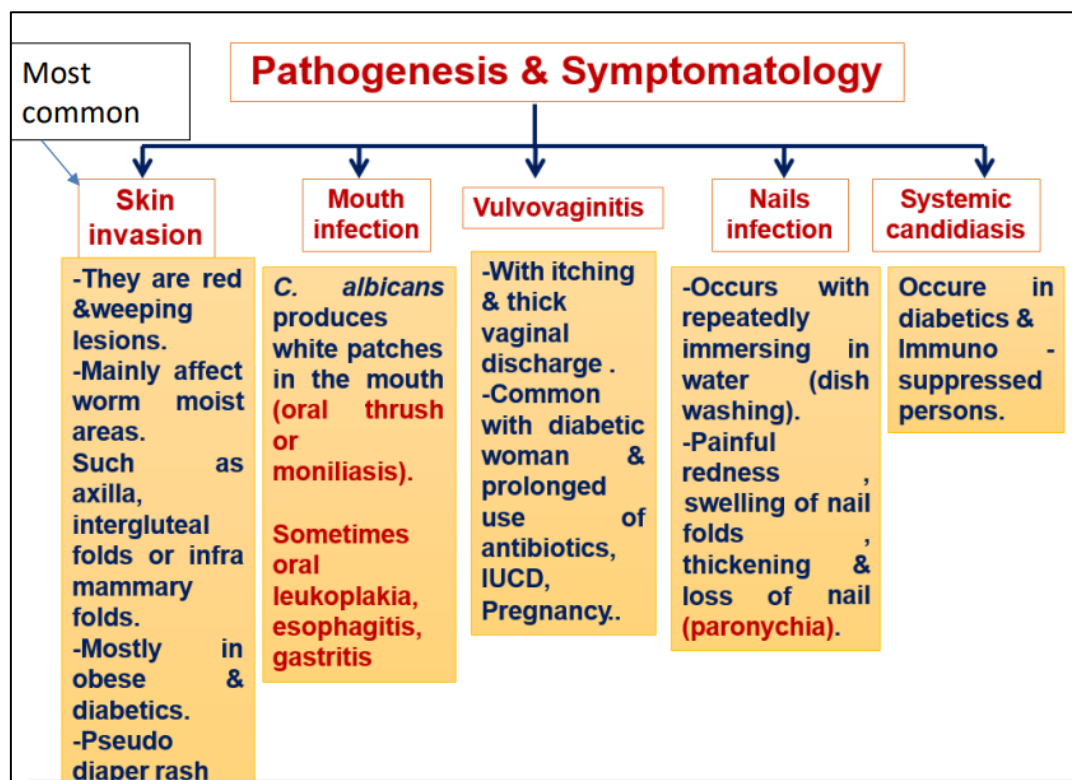 Most
common
Pathogenesis & Symptomatology
Skin
invasion
-They are red
&weeping
lesions.
-Mainly affect
worm moist
areas.
Such as
axilla,
intergluteal
folds or infra
mammary
folds.
-Mostly in
obese &
diabetics.
-Pseudo
diaper rash
Mouth
infection
C. albicans
produces
white patches
in the mouth
(oral thrush
or
moniliasis).
Sometimes
oral
leukoplakia,
esophagitis,
gastritis
Vulvovaginitis
-With itching
& thick
vaginal
discharge .
-Common
with diabetic
woman &
prolonged
use of
antibiotics,
IUCD,
Pregnancy..
Nails
infection
-Occurs with
repeatedly
immersing in
water (dish
washing).
-Painful
redness ,
swelling of nail
folds ,
thickening &
loss of nail
(paronychia).
Systemic
candidiasis
Occure in
diabetics &
Immuno -
suppressed
persons.